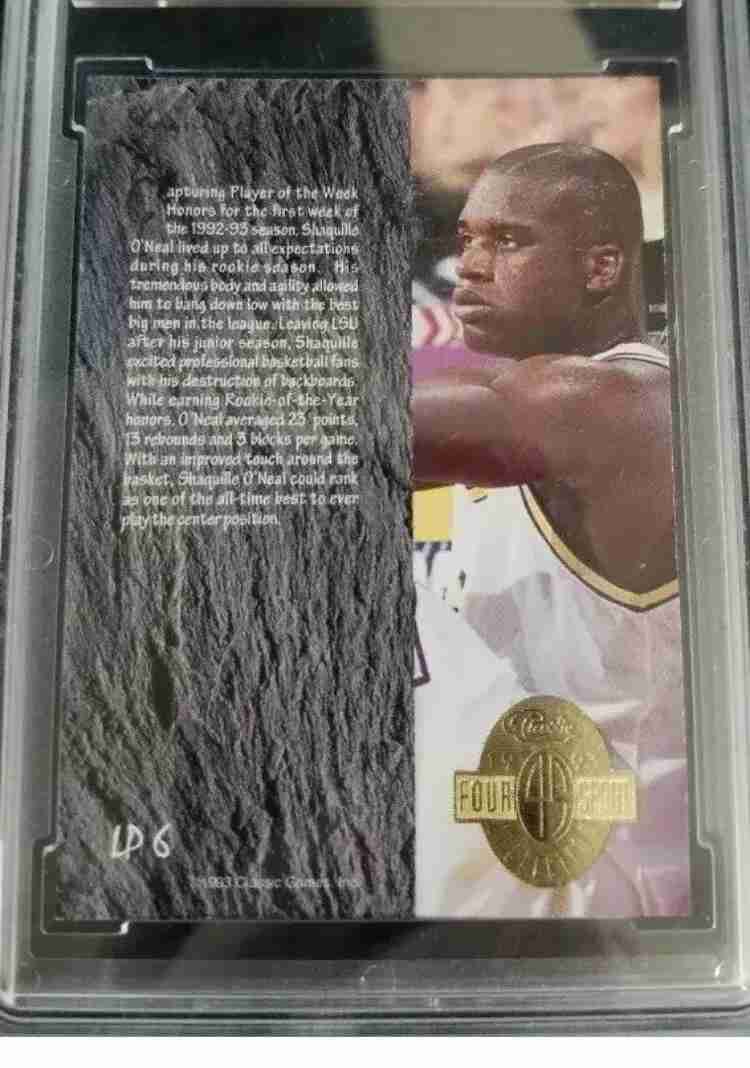 apturing Player of the Week
Honors for the first week of
the 1992-93 season, Shaquille
O'Neal lived up to all expectations
during his rookie season. His
tremendous body and agility allowed
him to bang down low with the best
big men in the league. Leaving LSU
after his junior season, Shaquille
excited professional basketball fans
with his destruction of backboards.
While earning Rookie-of-the-Year
honors, O'Neal averaged 23 points,
13 rebounds and 3 blocks per game.
With an improved touch around the
basket, Shaquille O'Neal could rank
as one of the all-time best to ever
play the center position.
Classic
FOUR SPORT
LP 6
©1993 Classic Games, Inc.